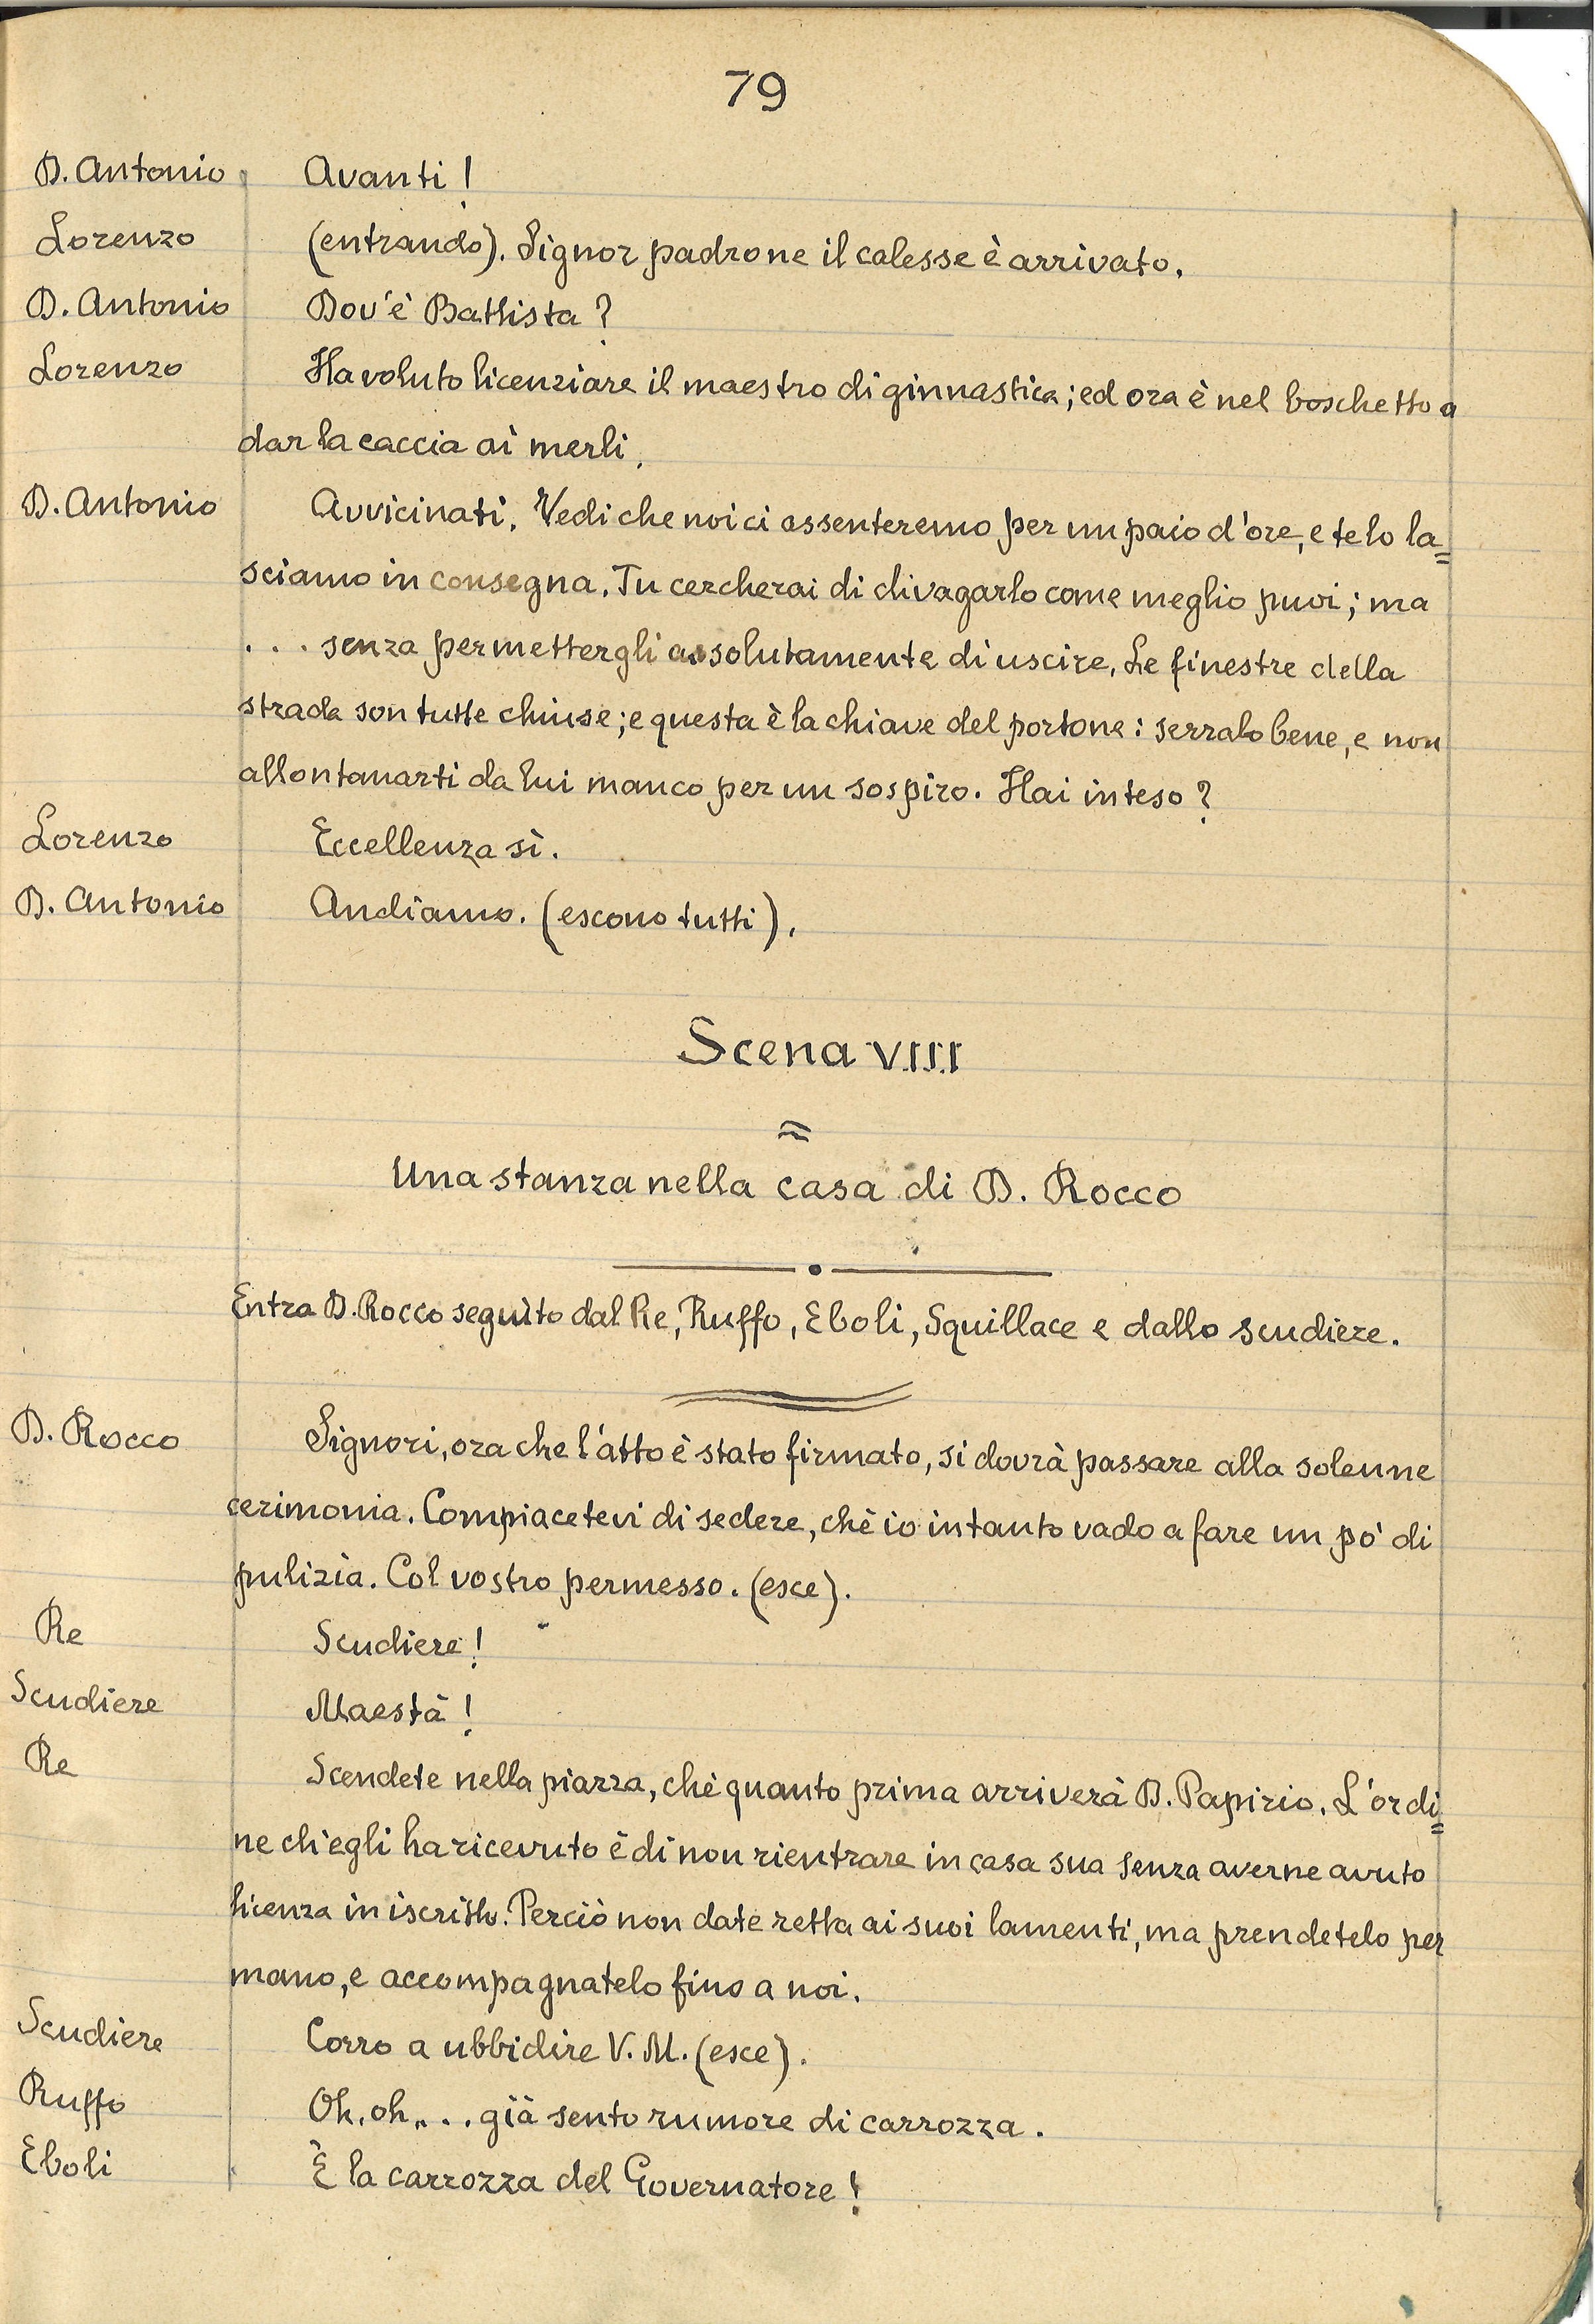 79
D. Antonio Avanti!
Lorenzo (entrando). Signor padrone il calesse è arrivato.
D. Antonio Dov'è Battista?
Lorenzo Ha voluto licenziare il maestro di ginnastica; ed ora è nel boschetto a
dar la caccia ai merli.
D. Antonio Avvicinati. Vedi che noi ci assenteremo per un paio d'ore, e te lo la=
sciamo in consegna. Tu cercherai di divagarlo come meglio puoi; ma
... senza permettergli assolutamente di uscire. Le finestre della
strada son tutte chiuse; e questa è la chiave del portone: serralo bene, e non
allontanarti da lui manco per un sospiro. Hai inteso?
Lorenzo Eccellenza sì.
D. Antonio Andiamo. (escono tutti).
Scena VIII
Una stanza nella casa di D. Rocco
Entra D. Rocco seguito dal Re, Ruffo, Eboli, Squillace e dallo scudiere.
D. Rocco Signori, ora che l'atto è stato firmato, si dovrà passare alla solenne
cerimonia. Compiacetevi di sedere, chè io intanto vado a fare un pò di
pulizia. Col vostro permesso. (esce).
Re Scudiere!
Scudiere Maestà!
Re Scendete nella piazza, chè quanto prima arriverà D. Papirio. L'ordi=
ne ch'egli ha ricevuto è di non rientrare in casa sua senza averne avuto
licenza in iscritto. Perciò non date retta ai suoi lamenti, ma prendetelo per
mano, e accompagnatelo fino a noi.
Scudiere Corro a ubbidire V. M. (esce).
Ruffo Oh, oh,... già sento rumore di carrozza.
Eboli È la carrozza del Governatore!